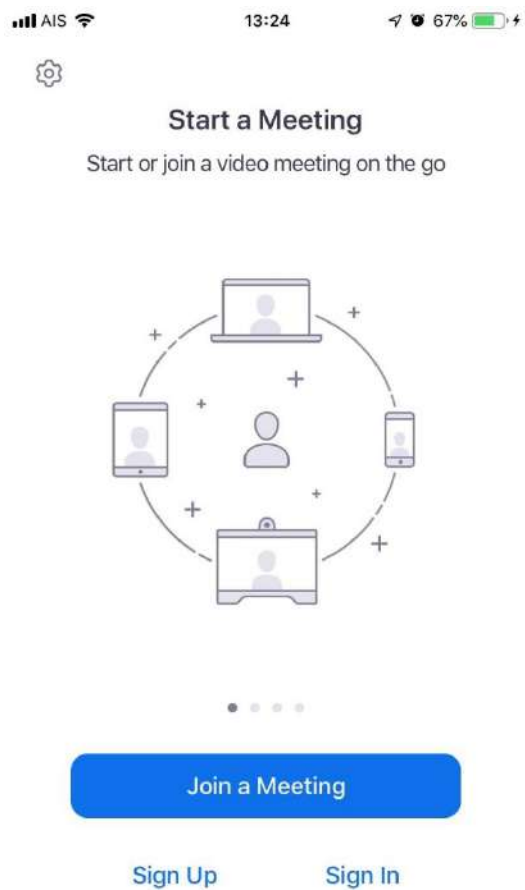 AIS 13:24 67%
Start a Meeting
Start or join a video meeting on the go
Join a Meeting
Sign Up Sign In